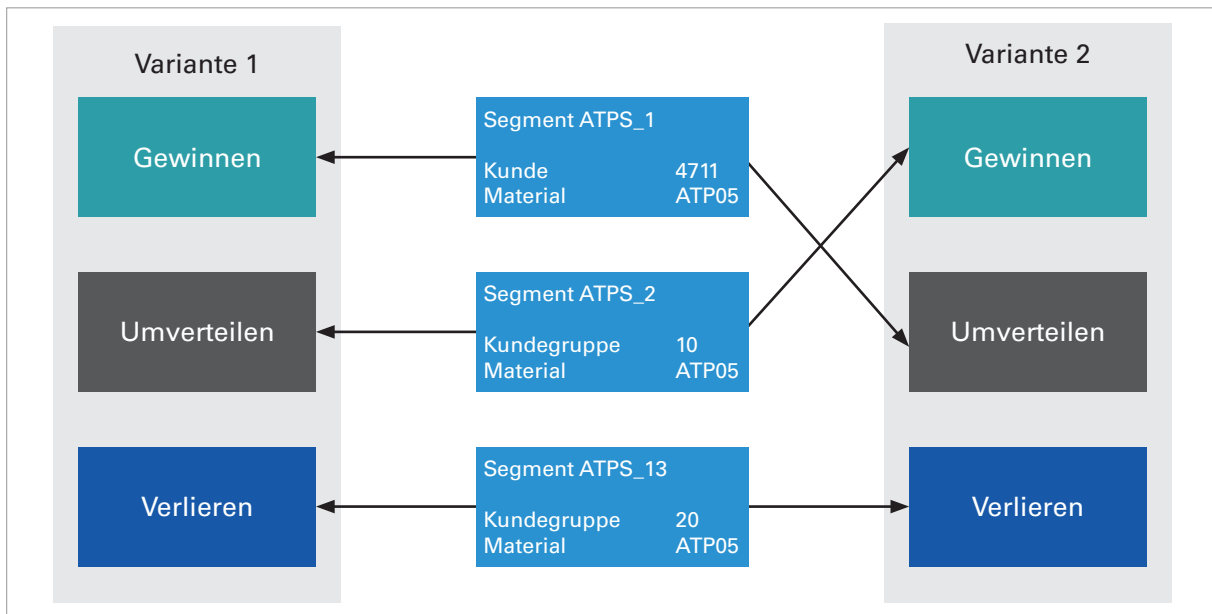 Variante 1
Gewinnen
Umverteilen
Verlieren
Segment ATPS_1
Kunde 4711
Material ATP05
Segment ATPS_2
Kundegruppe 10
Material ATP05
Segment ATPS_13
Kundegruppe 20
Material ATP05
Variante 2
Gewinnen
Umverteilen
Verlieren